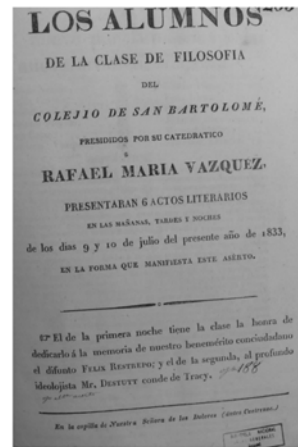 LOS ALUMNOS
DE LA CLASE DE FILOSOFIA
DEL
COLEJIO DE SAN BARTOLOMÉ,
PRESIDIDOS POR SU CATEDRATICO
RAFAEL MARIA VAZQUEZ,
PRESENTARAN 6 ACTOS LITERARIOS
EN LAS MAÑANAS, TARDES Y NOCHES
de los dias 9 y 10 de julio del presente año de 1833,
EN LA FORMA QUE MANIFIESTA ESTE ASERTO.
El de la primera noche tiene la clase la honra de
dedicarlo á la memoria de nuestro benemérito conciudadano
el difunto FELIX RESTREPO; y el de la segunda, al profundo
ideolojista Mr. DESTUTT conde de Tracy.
188
En la capilla de Nuestra Señora de los Dolores